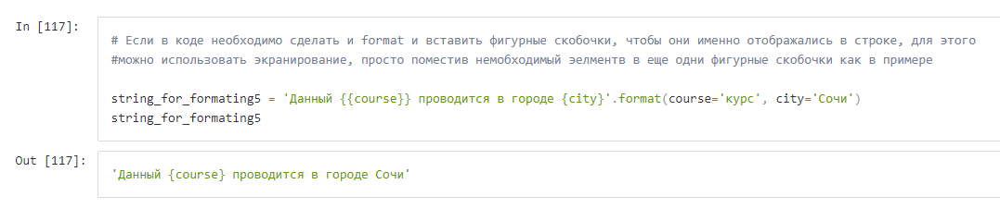 In [117]:
# Если в коде необходимо сделать и format и вставить фигурные скобочки, чтобы они именно отображались в строке, для этого
#можно использовать экранирование, просто поместив немобходимый эелментв в еще одни фигурные скобочки как в примере
string_for_formating5 = 'Данный {{course}} проводится в городе {city}'.format(course='курс', city='Сочи')
string_for_formating5
Out [117]:
'Данный {course} проводится в городе Сочи'